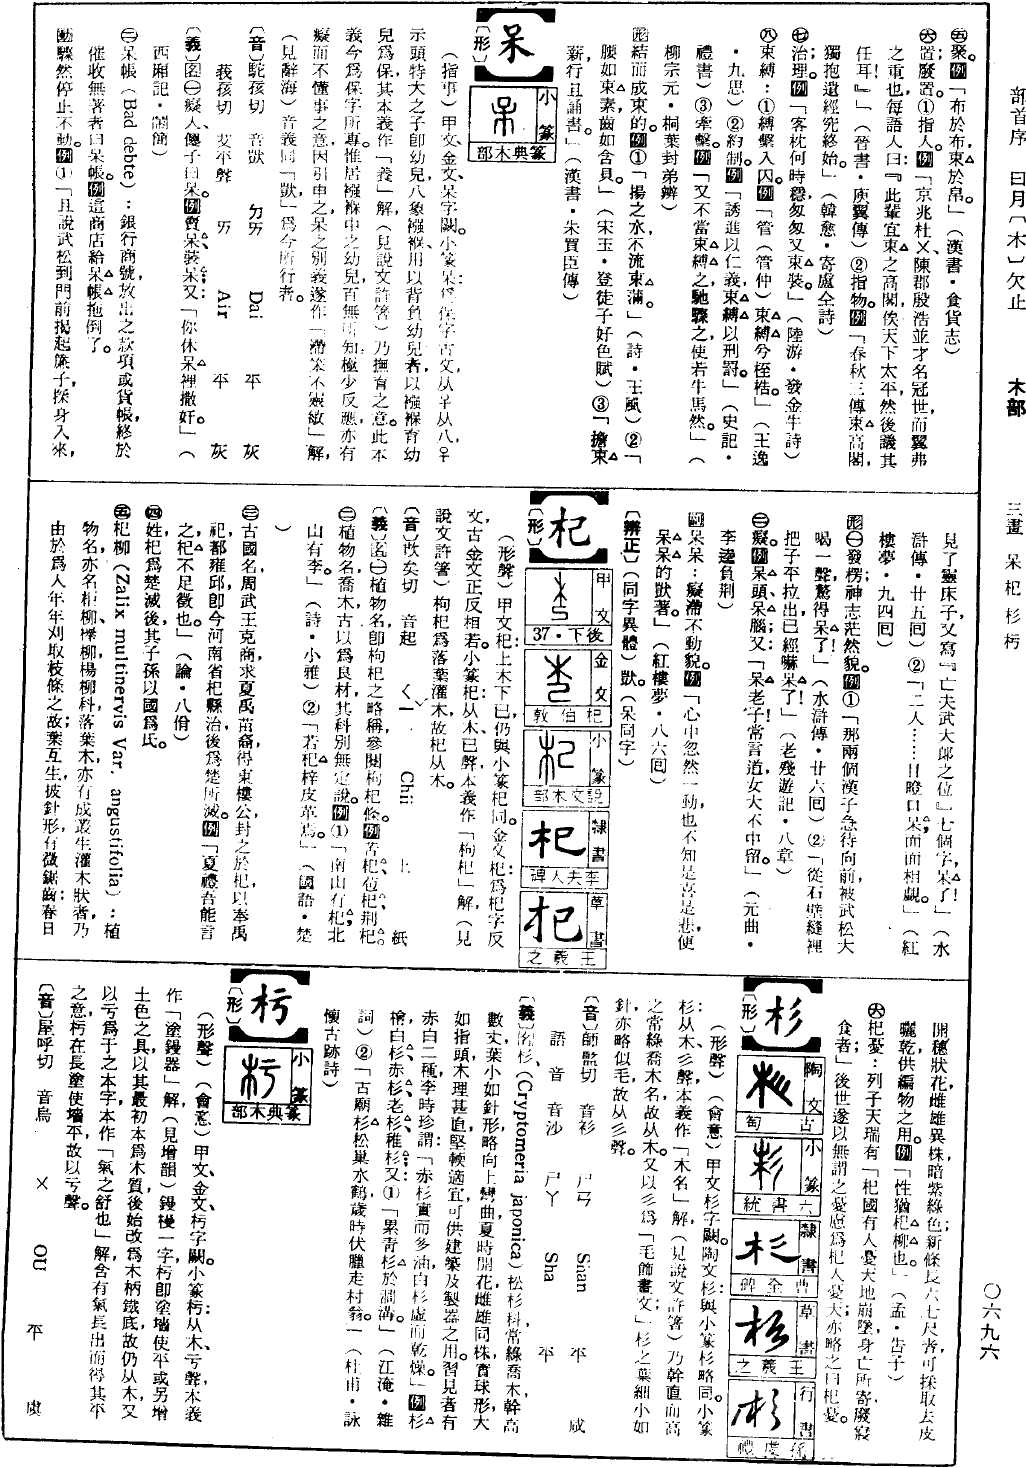 部首序　曰月〔木〕欠止　木部　三畫　呆杞杉杇　〇六九六
㊄聚。例「布於布，束於帛。」（漢書・食貨志）
㊅置；廢置。①指人。例「京兆杜乂、陳郡殷浩並才名冠世，而翼弗
之重也，每語人曰：『此輩宜束之高閣，俟天下太平，然後議其
任耳！』」（晉書・庾翼傳）②指物。例「春秋三傳束高閣，
獨抱遺經究終始。」（韓愈・寄盧仝詩）
㊆治理。例「客枕何時穩，匆匆又束裝。」（陸游・發金牛詩）
㊇束縛：①縛繫入囚。例「管（管仲）束縛兮桎梏。」（王逸
・九思）②約制。例「誘進以仁義，束縛以刑罰。」（史記・
禮書）③牽繫。例「又不當束縛之，馳驟之，使若牛馬然。」（
柳宗元・桐葉封弟辨）
形結而成束的。例①「揚之水，不流束蒲。」（詩・王風）②「
腰如束素，齒如含貝。」（宋玉・登徒子好色賦）③「擔束
薪，行且誦書。」（漢書・朱買臣傳）
呆
〔形〕
小篆
篆典木部
（指事）甲文、金文呆字闕。小篆呆：為保字古文，从子从八，子
示頭特大之子即幼兒，八象襁褓，用以背負幼兒者，以襁褓育幼
兒為保，其本義作「養」解（見說文許箸）乃撫育之意。此本
義今為保字所專。惟居襁褓中之幼兒，百無所知，極少反應，亦有
癡而不懂事之意，因引申之，呆之別義遂作「滯笨不靈敏」解，
（見辭海）音義同「獃」，為今所行者。
〔音〕駝孩切　音獃　ㄉㄞ　Dai　平　灰
莪孩切　艾平聲　ㄞ　Air　平　灰
〔義〕名㊀癡人、傻子曰呆。例賣呆、裝呆；又：「你休呆裡撒奸」（
西廂記・鬧簡）
㊁呆帳（Bad debte）：銀行商號放出之款項或貨帳，終於
催收無著者曰呆帳。例這商店給呆帳拖倒了。
動驟然停止不動。例①「且說武松到門前揭起簾子，探身入來，
見了靈床子，又寫『亡夫武大郎之位』七個字，呆了！」（水
滸傳・廿五回）②「二人……目瞪口呆，面面相覷。」（紅
樓夢・九四回）
形㊀發楞；神志茫然貌。例①「那兩個漢子急待向前，被武松大
喝一聲，驚得呆了！」（水滸傳・廿六回）②「從石壁縫裡
把子平拉出，已經嚇呆了！」（老殘遊記・八章）
㊁癡。例呆頭呆腦；又：「呆老子常言道，女大不中留。」（元曲・
李逵負荊）
副呆呆：癡滯不動貌。例「心中忽然一動，也不知是喜是悲，便
呆呆的獃著。」（紅樓夢・八六回）
〔辨正〕（同字異體）獃。（呆同字）
杞
〔形〕
甲文
後下・37
金文
杞伯敦
小篆
說文木部
隸書
李夫人碑
草書
王羲之
（形聲）甲文杞：上木下已，仍與小篆杞同。金文杞：為杞字反
文，古金文正反相若。小篆杞：从木、已聲，本義作「枸杞」解（見
說文許箸）枸杞為落葉灌木，故杞从木。
〔音〕欺矣切　音起　ㄑㄧ　Chii　上　紙
〔義〕名㊀植物名，即枸杞之略稱，參閱枸杞條。例苦杞、苞杞、荊杞。
㊁植物名，喬木，古以為良材，其科別無定說。例①「南山有杞，北
山有李。」（詩・小雅）②「若杞梓皮革焉。」（國語・楚
）
㊂古國名，周武王克商，求夏禹苗裔，得東樓公，封之於杞，以奉禹
祀，都雍邱，即今河南省杞縣治，後為楚所滅。例「夏禮吾能言
之，杞不足徵也。」（論・八佾）
㊃姓，杞為楚滅後，其子孫以國為氏。
㊄杞柳（Zalix multinervis Var. angustifolia）：植
物名，亦名柜柳、櫸柳，楊柳科落葉木，亦有成叢生灌木狀者，乃
由於為人年年刈取枝條之故；葉互生，披針形，有微鋸齒；春日
開穗狀花，雌雄異株，暗紫綠色；新條長六七尺者，可採取去皮
曬乾，供編物之用。例「性猶杞柳也。」（孟・告子）
㊅杞憂：列子天瑞有「杞國有人，憂天地崩墜，身亡所寄，廢寢
食者」，後世遂以無謂之憂慮為杞人憂天；亦略之曰杞憂。
杉
〔形〕
陶文
古匋
小篆
六書統
隸書
曹全碑
草書
王羲之
行書
孫虔禮
（形聲）（會意）甲文杉字闕。陶文杉：與小篆杉略同。小篆
杉：从木、彡聲，本義作「木名」解（見說文許箸）乃幹直而高
之常綠喬木名，故从木。又以彡為「毛飾畫文」，杉之葉細小如
針，亦略似毛，故从彡聲。
〔音〕師監切　音衫　ㄕㄢ　Shan　平　咸
語音　音沙　ㄕㄚ　Sha　平
〔義〕名杉（Cryptomeria japonica）松杉科，常綠喬木，幹高
數丈，葉小如針形，略向上彎曲，夏時開花，雌雄同株，實球形，大
如指頭，木理甚直，堅輭適宜，可供建築及製器之用。習見者有
赤白二種，李時珍謂：「赤杉實而多油，白杉虛而乾燥。」例杉
檜、白杉、赤杉、老杉、稚杉；又①「累青杉於澗溝。」（江淹・雜
詞）②「古廟杉松巢水鶴，歲時伏臘走村翁。」（杜甫・詠
懷古跡詩）
杇
〔形〕
小篆
篆典木部
（形聲）（會意）甲文、金文杇字闕。小篆杇：从木、亏聲，本義
作「塗鏝器」解（見增韻）鏝槾一字，杇即塗墻使平或另增
土色之具，以其最初本為木質，後始改為木柄鐵底，故仍从木。又
以亏為于之本字，本作「氣之舒也」解，含有氣長出而得其平
之意，杇在長塗使墻平，故以亏聲。
〔音〕屋呼切　音烏　ㄨ　Ou　平　虞